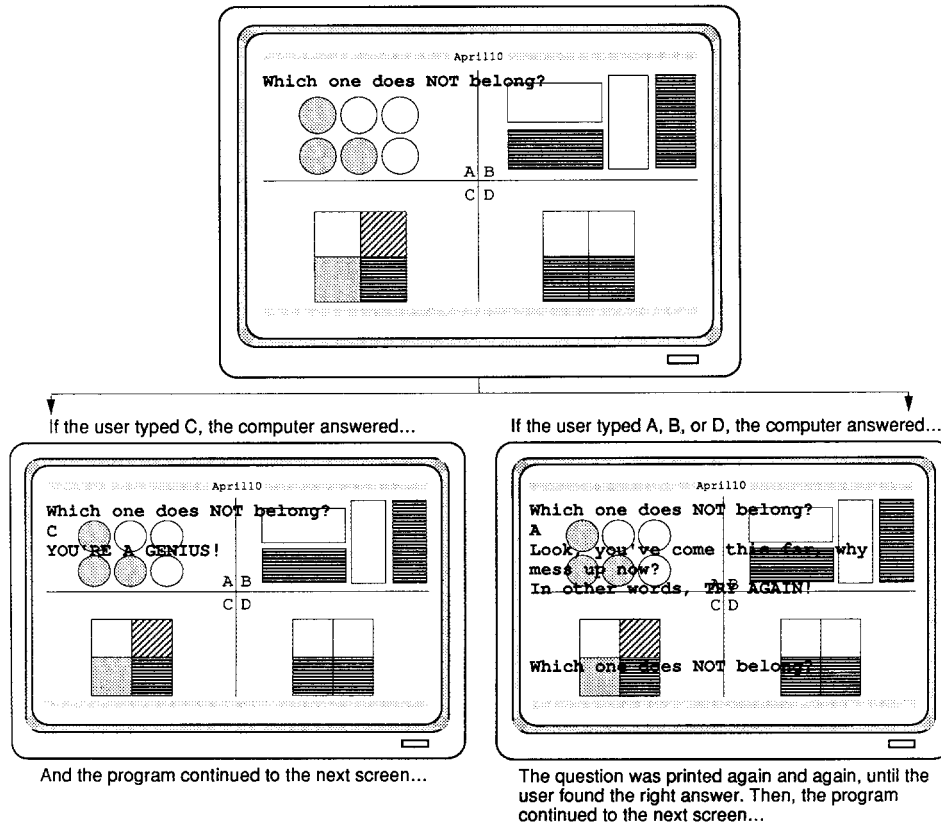 April10
Which one does NOT belong?
A B
C D
If the user typed C, the computer answered...
If the user typed A, B, or D, the computer answered...
April10
Which one does NOT belong?
C
YOU'RE A GENIUS!
A B
C D
And the program continued to the next screen...
April10
Which one does NOT belong?
A
Look, you've come this far, why
mess up now?
A B
In other words, TRY AGAIN!
C D
Which one does NOT belong?
The question was printed again and again, until the
user found the right answer. Then, the program
continued to the next screen...